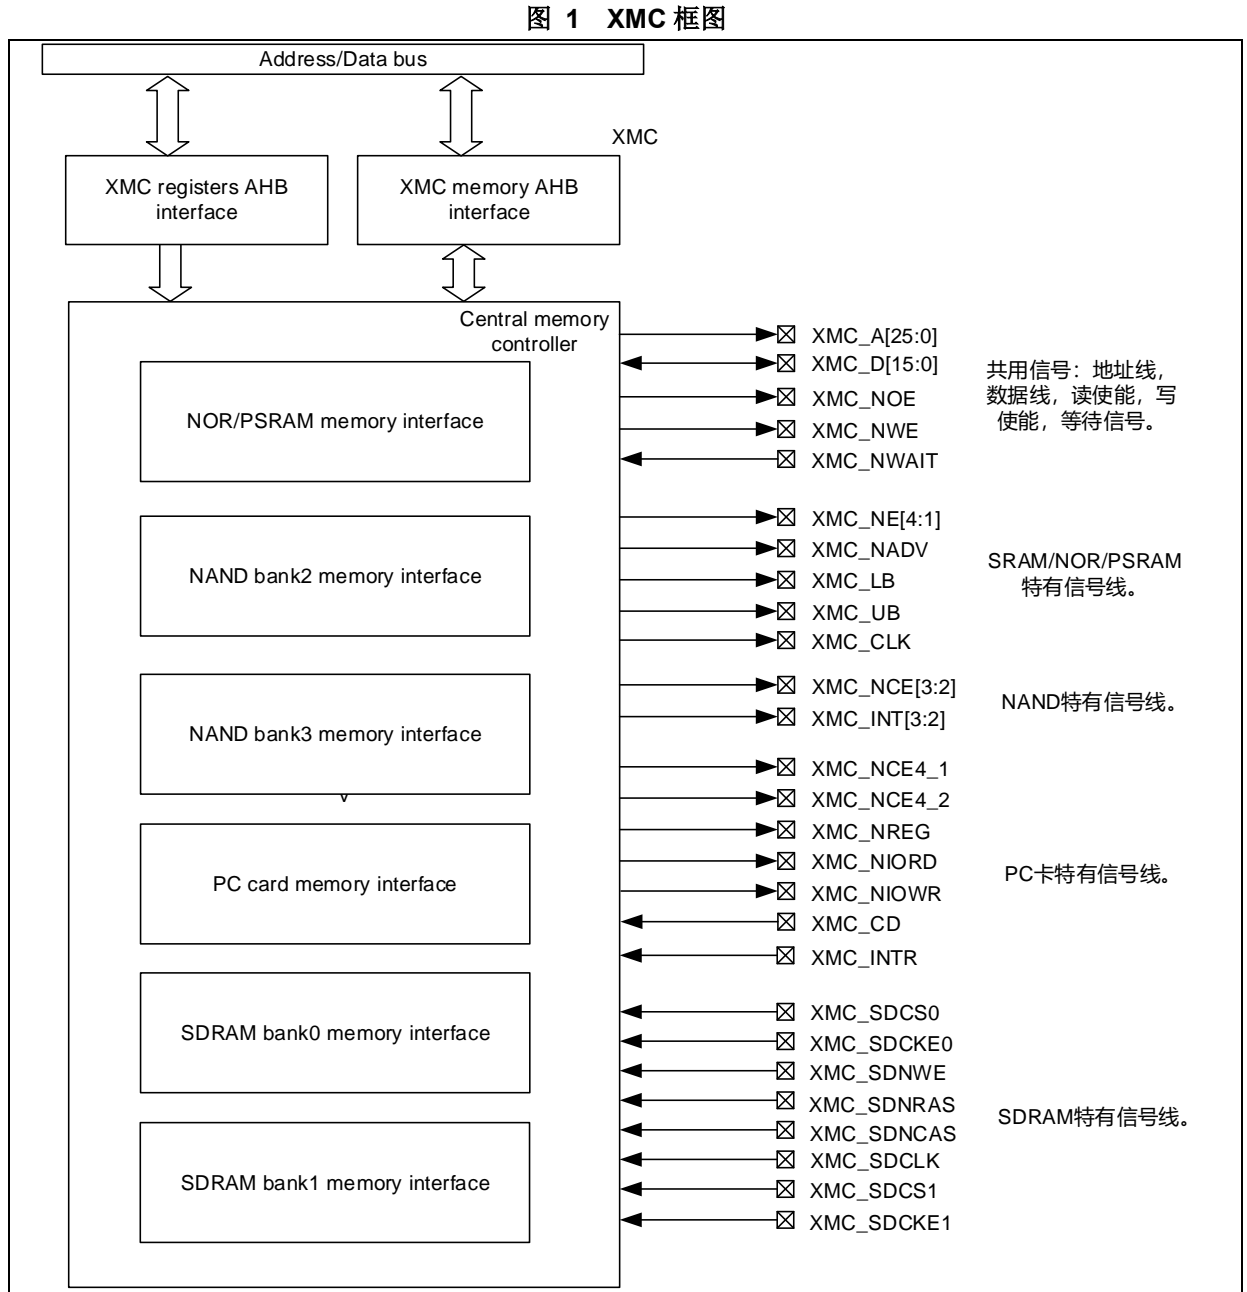 图 1 XMC 框图
Address/Data bus
XMC
XMC registers AHB
interface
XMC memory AHB
interface
Central memory
controller
NOR/PSRAM memory interface
NAND bank2 memory interface
NAND bank3 memory interface
PC card memory interface
SDRAM bank0 memory interface
SDRAM bank1 memory interface
XMC_A[25:0]
XMC_D[15:0]
XMC_NOE
XMC_NWE
XMC_NWAIT
共用信号：地址线，
数据线，读使能，写
使能，等待信号。
XMC_NE[4:1]
XMC_NADV
XMC_LB
XMC_UB
XMC_CLK
SRAM/NOR/PSRAM
特有信号线。
XMC_NCE[3:2]
XMC_INT[3:2]
NAND特有信号线。
XMC_NCE4_1
XMC_NCE4_2
XMC_NREG
XMC_NIORD
XMC_NIOWR
XMC_CD
XMC_INTR
PC卡特有信号线。
XMC_SDCS0
XMC_SDCKE0
XMC_SDNWE
XMC_SDNRAS
XMC_SDNCAS
XMC_SDCLK
XMC_SDCS1
XMC_SDCKE1
SDRAM特有信号线。